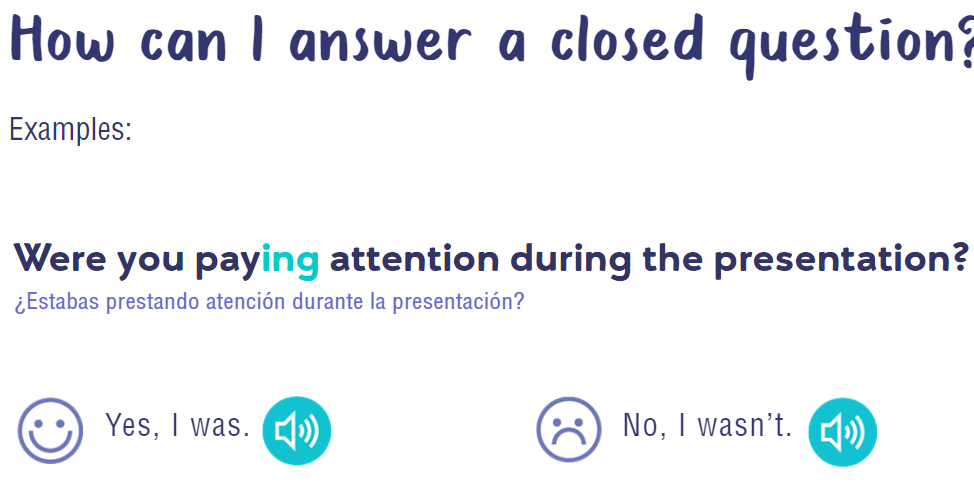 How can I answer a closed question?
Examples:
Were you paying attention during the presentation?
¿Estabas prestando atención durante la presentación?
Yes, I was.
No, I wasn’t.